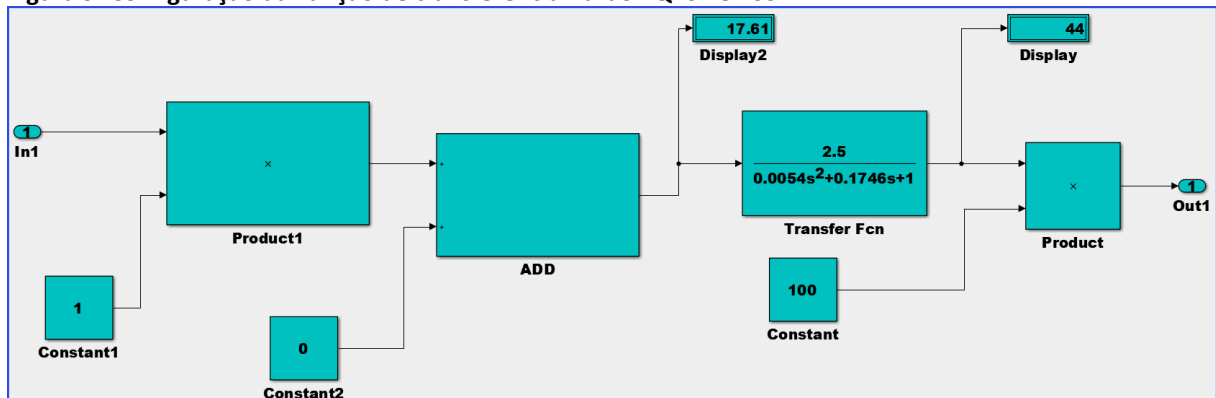 17.61
Display2
44
Display
1
In1
×
Product1
+
+
ADD
2.5
0.0054s²+0.1746s+1
Transfer Fcn
×
Product
1
Out1
1
Constant1
0
Constant2
100
Constant